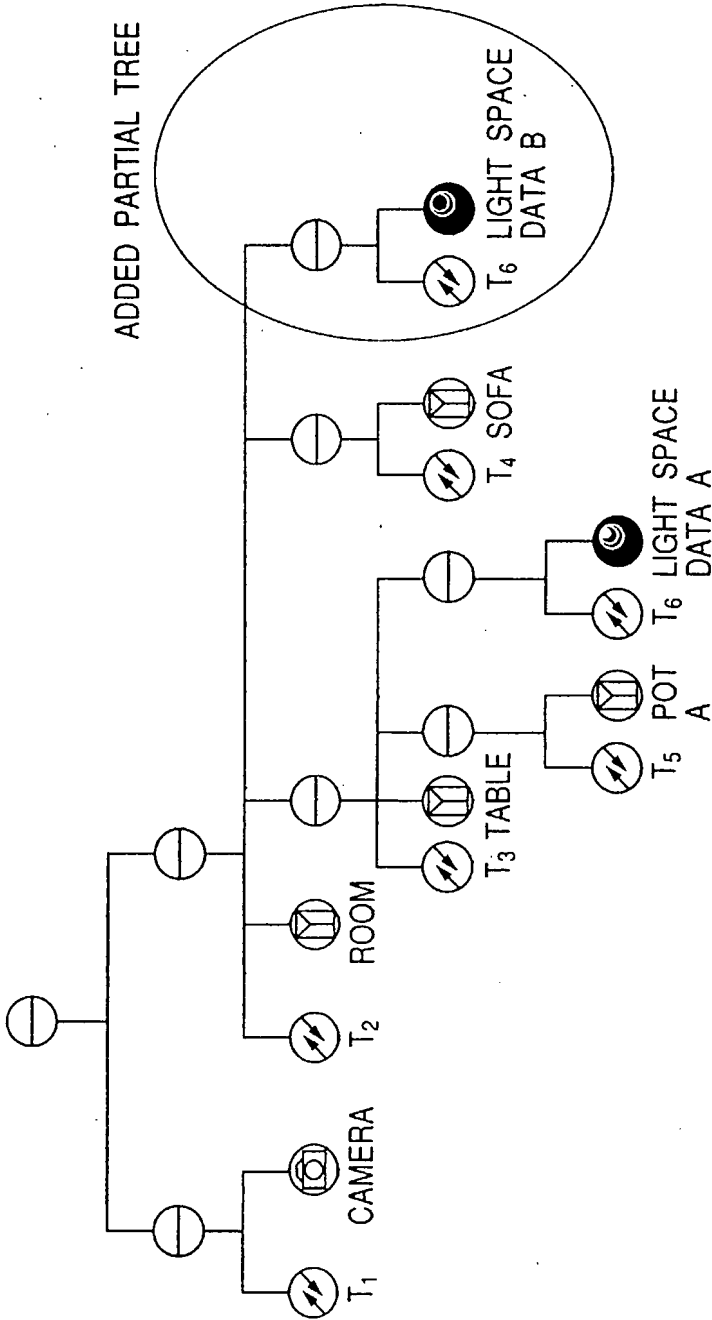 ADDED PARTIAL TREE
T1
CAMERA
T2
ROOM
T3 TABLE
T4 SOFA
T6 LIGHT SPACE
DATA B
T5 POT
A
T6 LIGHT SPACE
DATA A